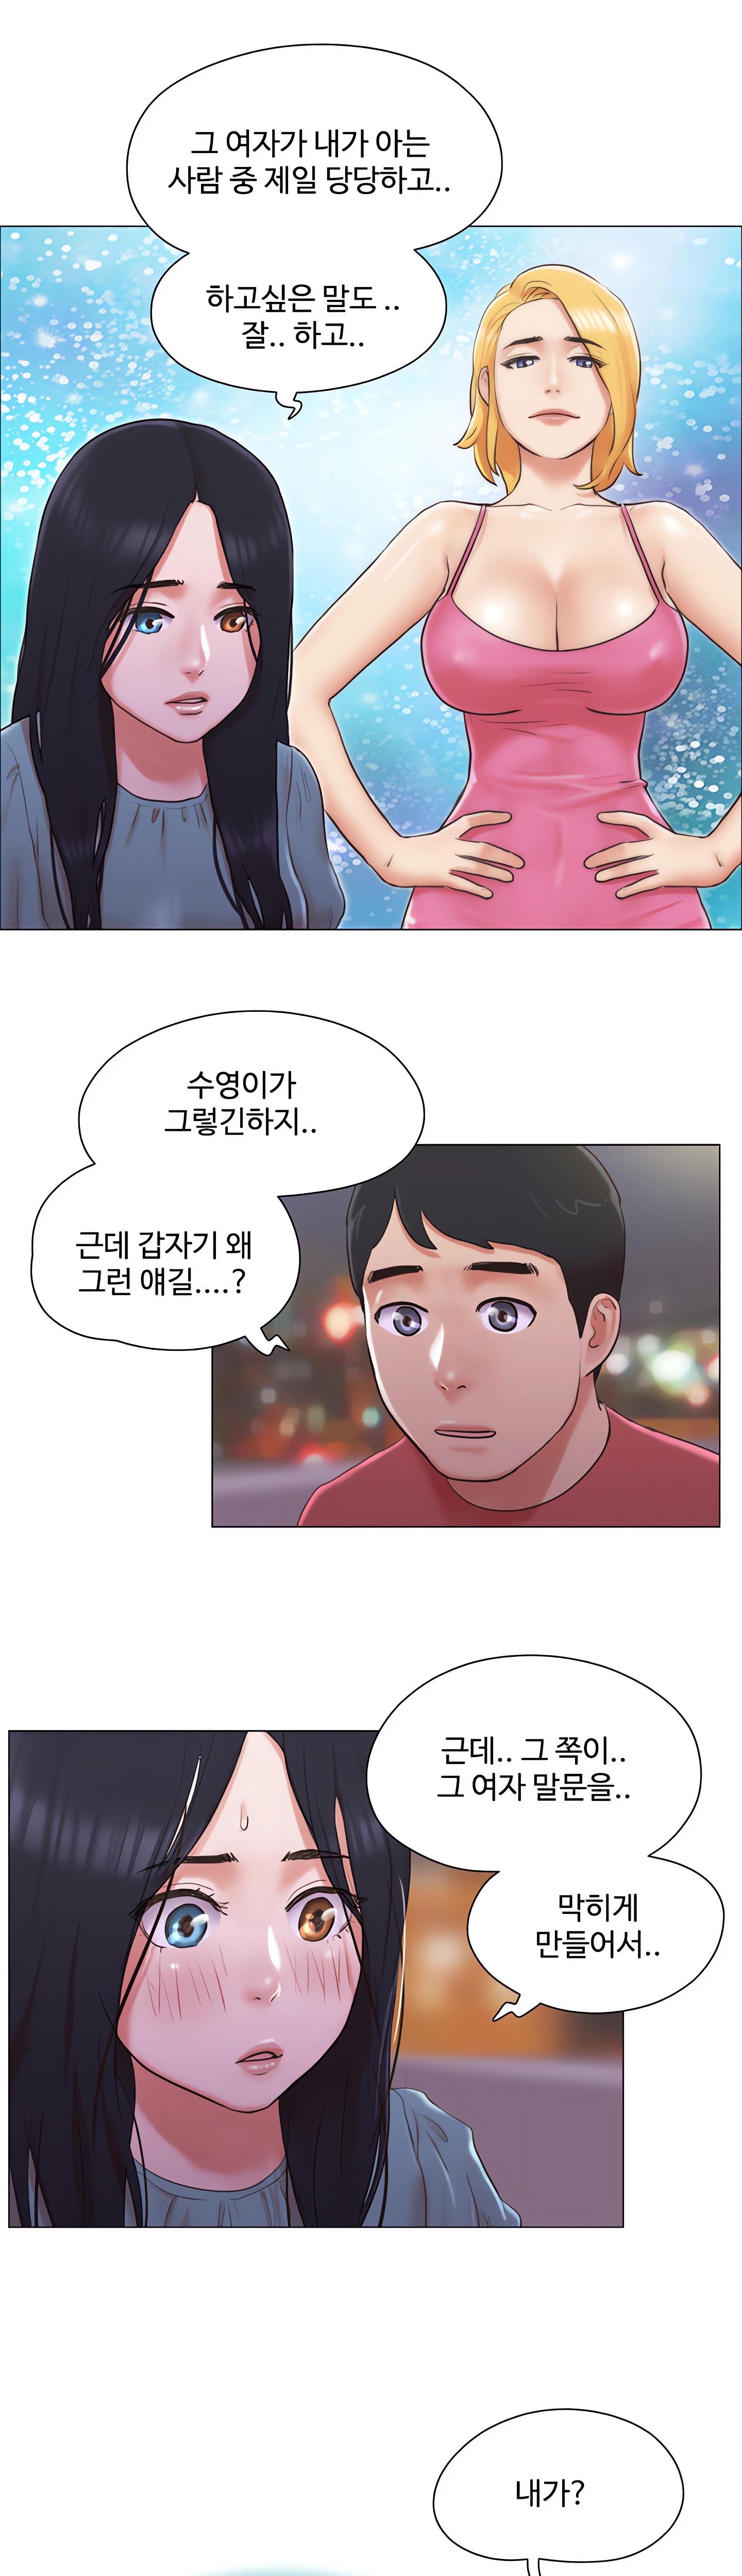 그 여자가 내가 아는
사람 중 제일 당당하고..
하고싶은 말도 ..
잘.. 하고..
수영이가
그렇긴하지..
근데 갑자기 왜
그런 얘길....?
근데.. 그 쪽이..
그 여자 말문을..
막히게
만들어서..
내가?